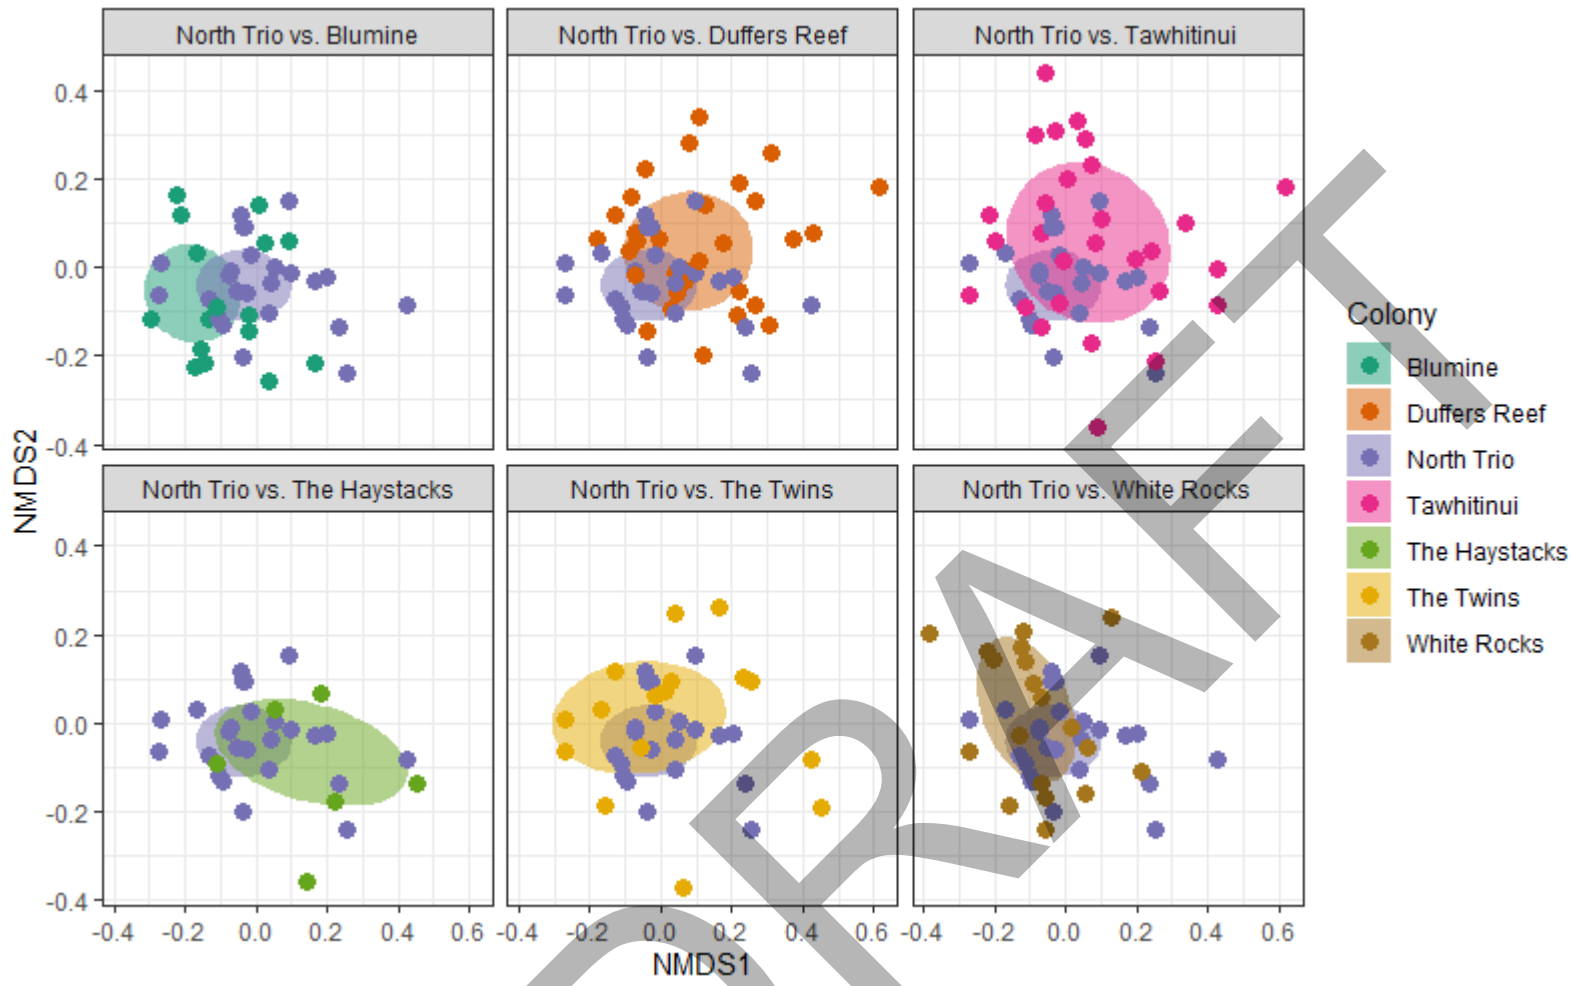 North Trio vs. Blumine
North Trio vs. Duffers Reef
North Trio vs. Tawhitinui
0.4
0.2
0.0
-0.2
-0.4
North Trio vs. The Haystacks
North Trio vs. The Twins
North Trio vs. White Rocks
0.4
0.2
0.0
-0.2
-0.4
-0.4 -0.2 0.0 0.2 0.4 0.6
-0.4 -0.2 0.0 0.2 0.4 0.6
-0.4 -0.2 0.0 0.2 0.4 0.6
NMDS1
NMDS2
Colony
Blumine
Duffers Reef
North Trio
Tawhitinui
The Haystacks
The Twins
White Rocks
DRAFT